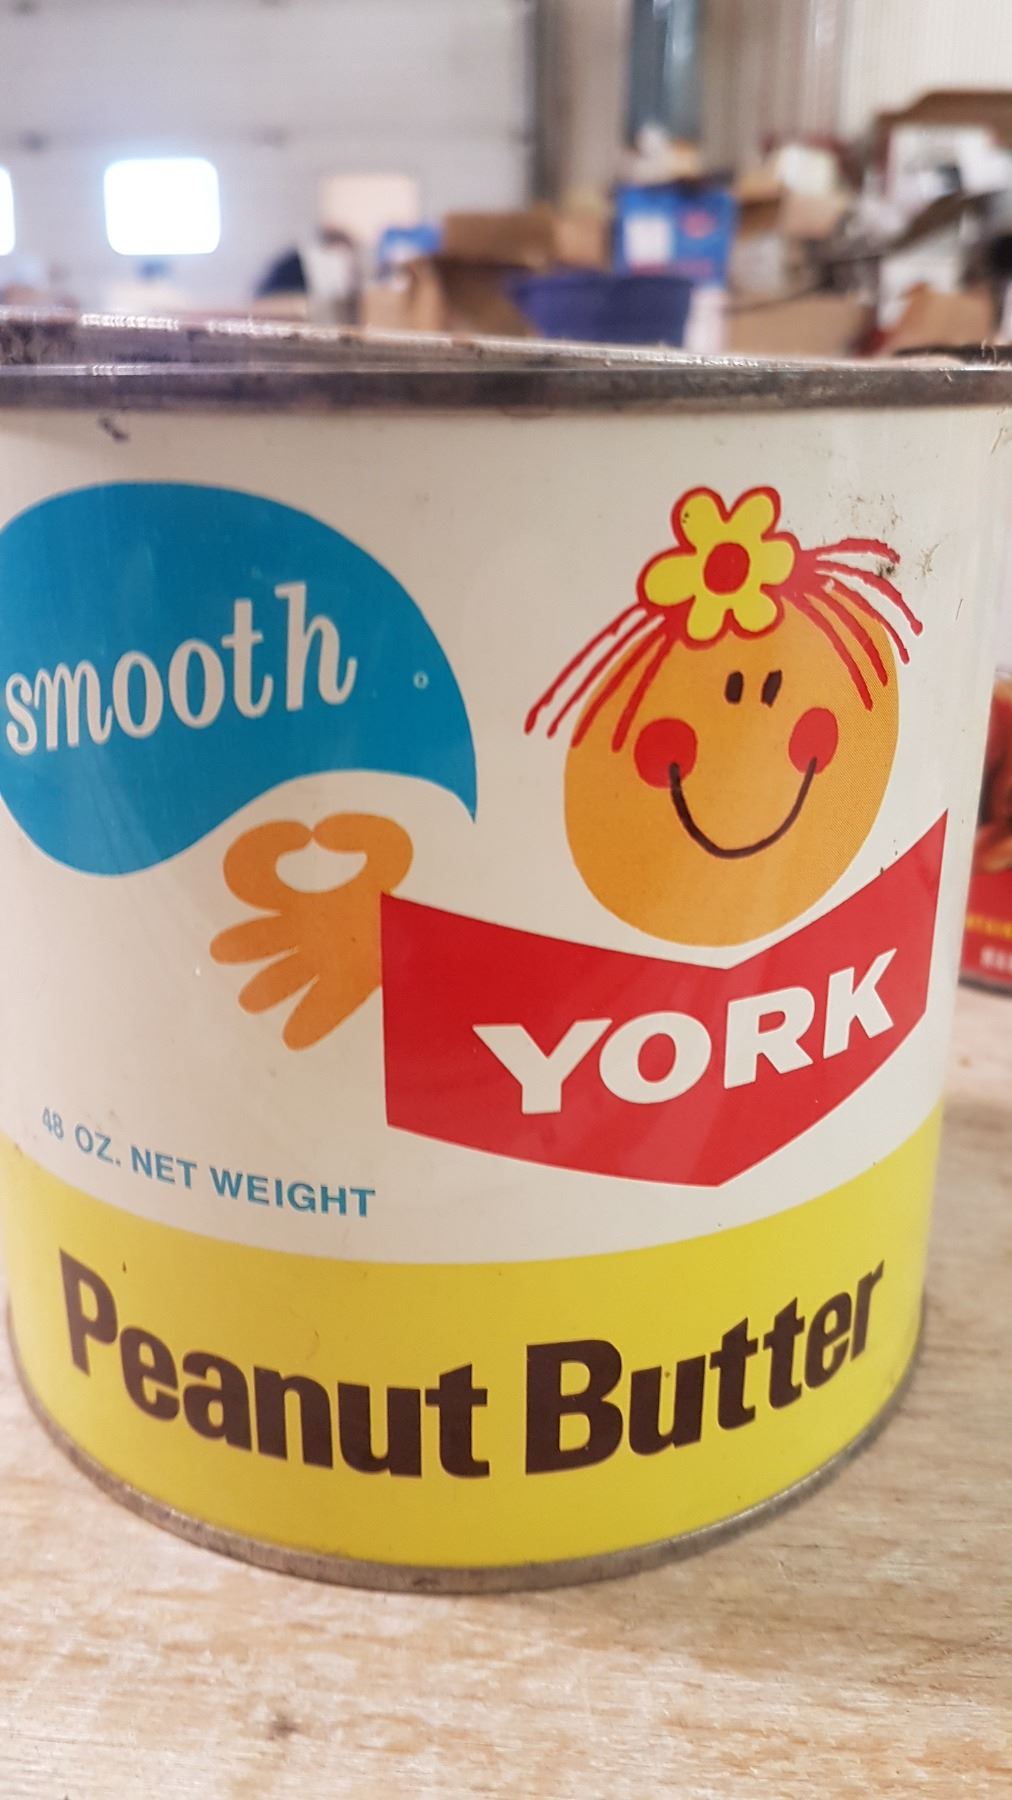 smooth
YORK
48 OZ. NET WEIGHT
Peanut Butter